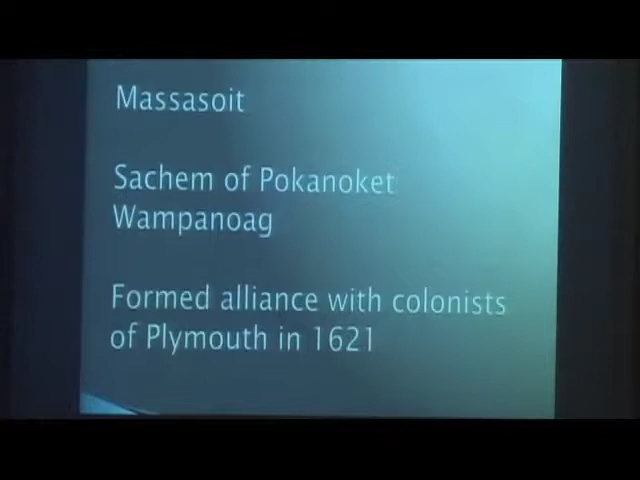 Massasoit
Sachem of Pokanoket
Wampanoag
Formed alliance with colonists
of Plymouth in 1621